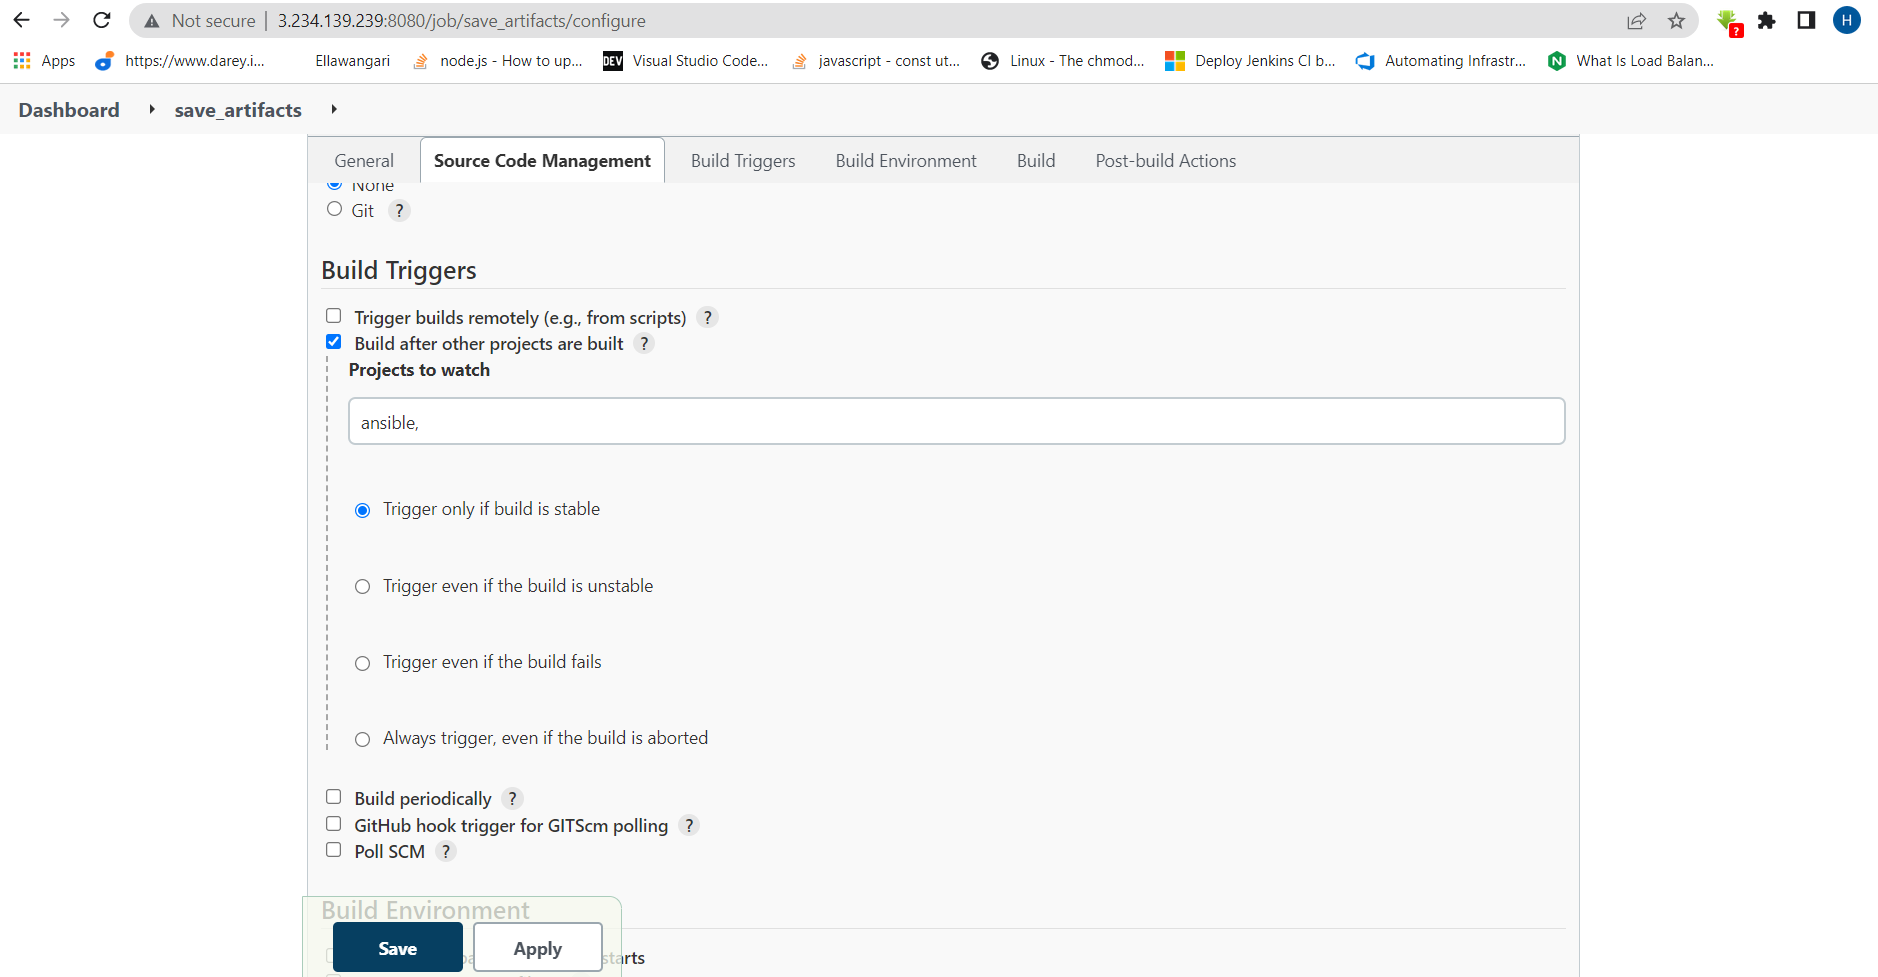 Not secure | 3.234.139.239:8080/job/save_artifacts/configure
H
?
Apps https://www.darey.i... Ellawangari node.js - How to up... DEV Visual Studio Code... javascript - const ut... Linux - The chmod... Deploy Jenkins CI b... Automating Infrastr... N What Is Load Balan...
Dashboard save_artifacts
General Source Code Management Build Triggers Build Environment Build Post-build Actions
None
Git ?
Build Triggers
Trigger builds remotely (e.g., from scripts) ?
Build after other projects are built ?
Projects to watch
ansible,
Trigger only if build is stable
Trigger even if the build is unstable
Trigger even if the build fails
Always trigger, even if the build is aborted
Build periodically ?
GitHub hook trigger for GITScm polling ?
Poll SCM ?
Build Environment
Save Apply starts